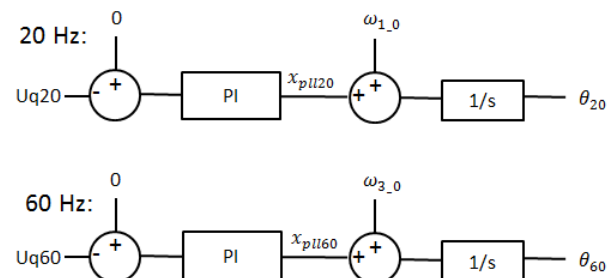 20 Hz:
0
ω1_0
Uq20
-
+
PI
xpll20
+
+
1/s
θ20
60 Hz:
0
ω3_0
Uq60
-
+
PI
xpll60
+
+
1/s
θ60